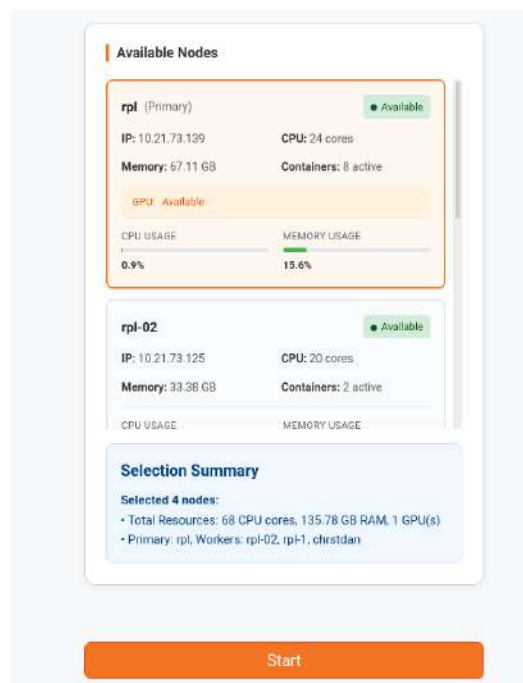 Available Nodes
rpl (Primary) ● Available
IP: 10.21.73.139 CPU: 24 cores
Memory: 67.11 GB Containers: 8 active
GPU: Available
CPU USAGE MEMORY USAGE
0.9% 15.6%
rpl-02 ● Available
IP: 10.21.73.125 CPU: 20 cores
Memory: 33.38 GB Containers: 2 active
CPU USAGE MEMORY USAGE
Selection Summary
Selected 4 nodes:
• Total Resources: 68 CPU cores, 135.78 GB RAM, 1 GPU(s)
• Primary: rpl, Workers: rpl-02, rpl-1, chrstdan
Start